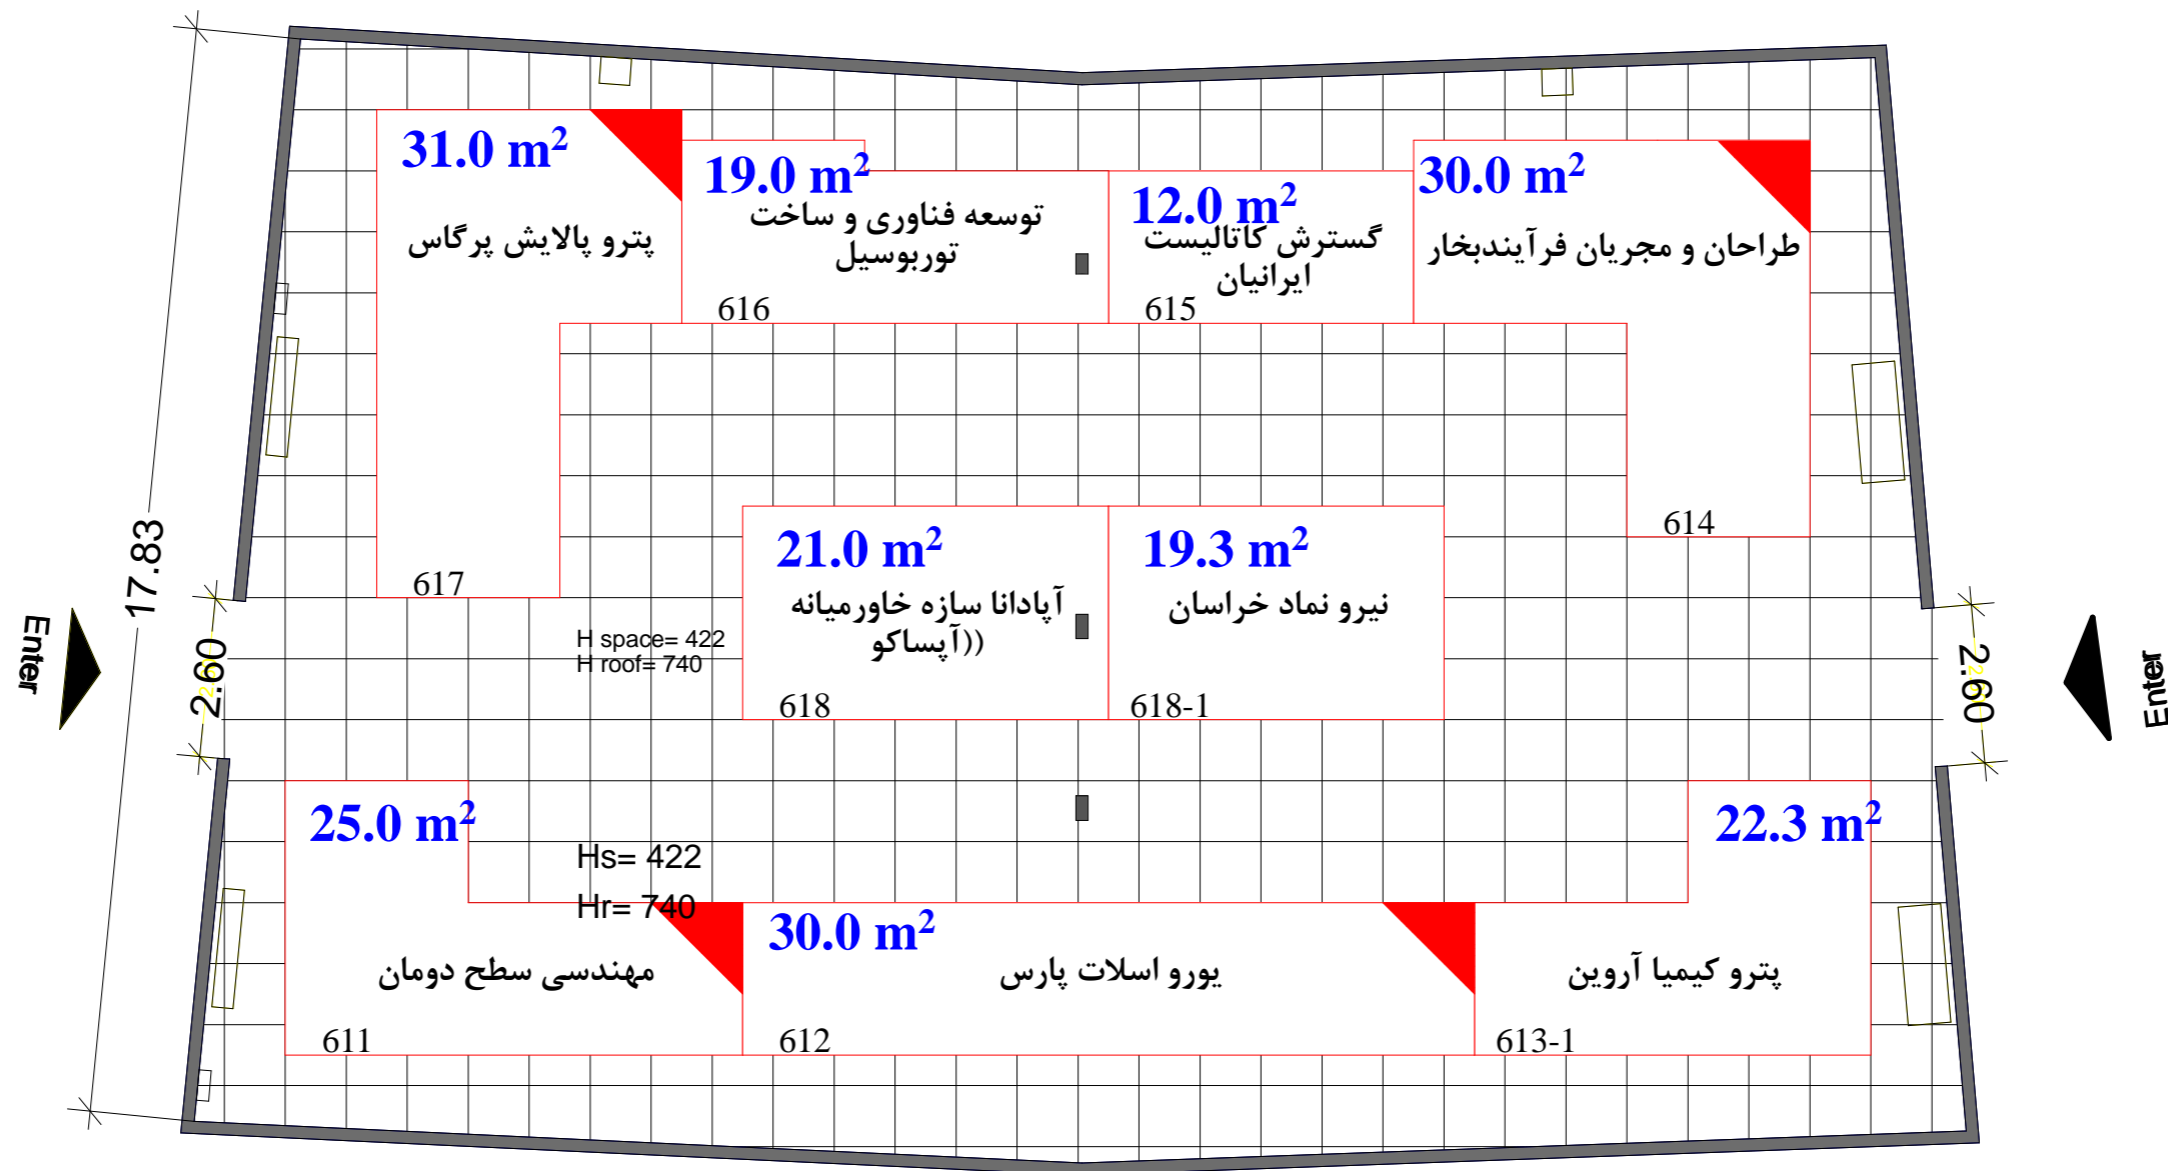 31.0 m²
پترو پالایش پرگاس
617
19.0 m²
توسعه فناوری و ساخت
توربوسیل
616
12.0 m²
گسترش کاتالیست
ایرانیان
615
30.0 m²
طراحان و مجریان فرآیندبخار
614
17.83
Enter
2.60
H space= 422
H roof= 740
21.0 m²
آپادانا سازه خاورمیانه
((آپساکو
618
19.3 m²
نیرو نماد خراسان
618-1
2.60
Enter
25.0 m²
مهندسی سطح دومان
611
Hs= 422
Hr= 740
30.0 m²
یورو اسلات پارس
612
22.3 m²
پترو کیمیا آروین
613-1